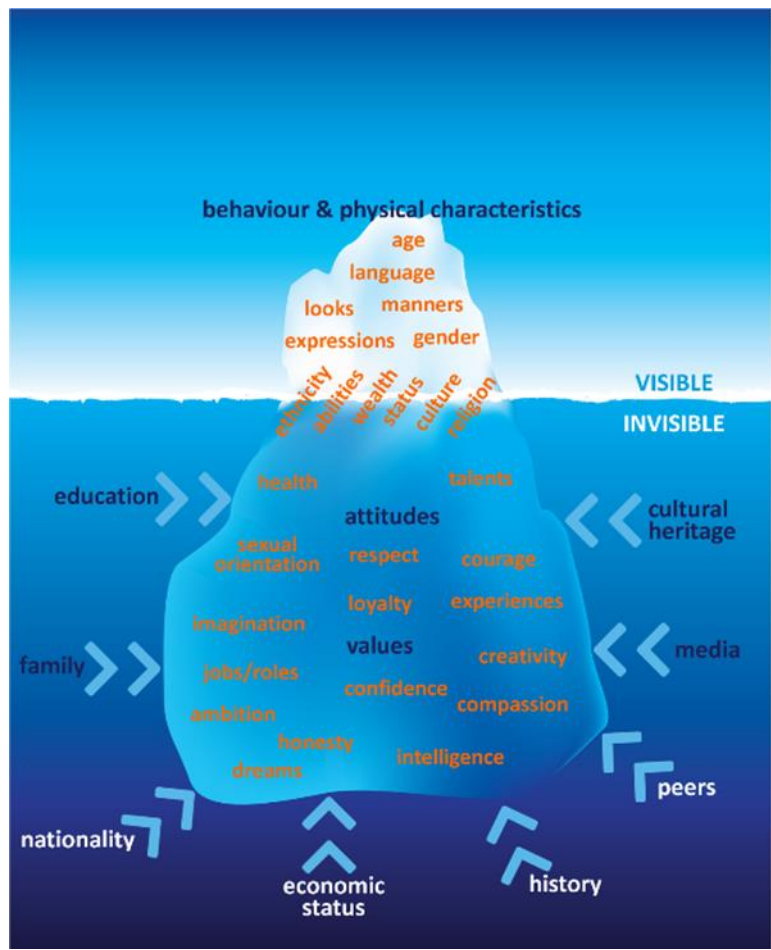 behaviour & physical characteristics
age
language
looks
manners
expressions
gender
ethnicity
abilities
wealth
status
culture
religion
VISIBLE
INVISIBLE
health
talents
education
attitudes
cultural
heritage
sexual
orientation
respect
courage
loyalty
experiences
imagination
values
creativity
media
family
jobs/roles
confidence
compassion
ambition
honesty
intelligence
dreams
peers
nationality
economic
status
history